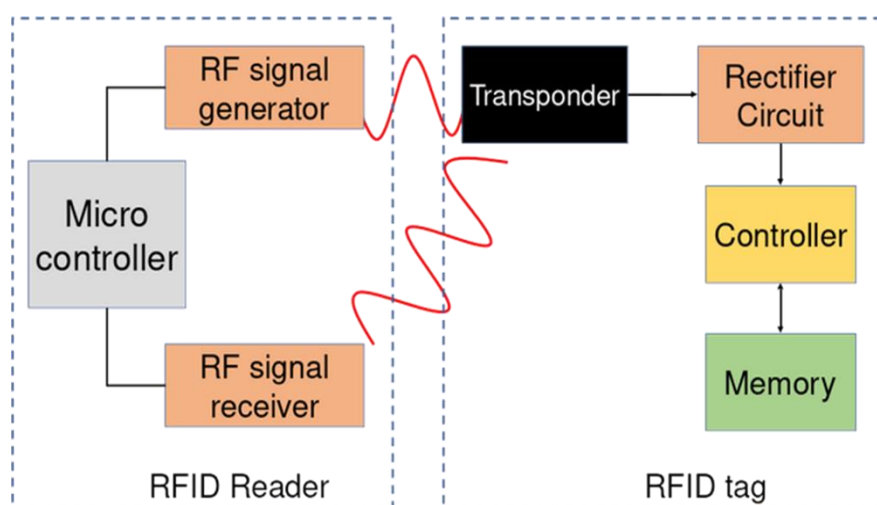 RF signal
generator
Micro
controller
RF signal
receiver
RFID Reader
Transponder
Rectifier
Circuit
Controller
Memory
RFID tag